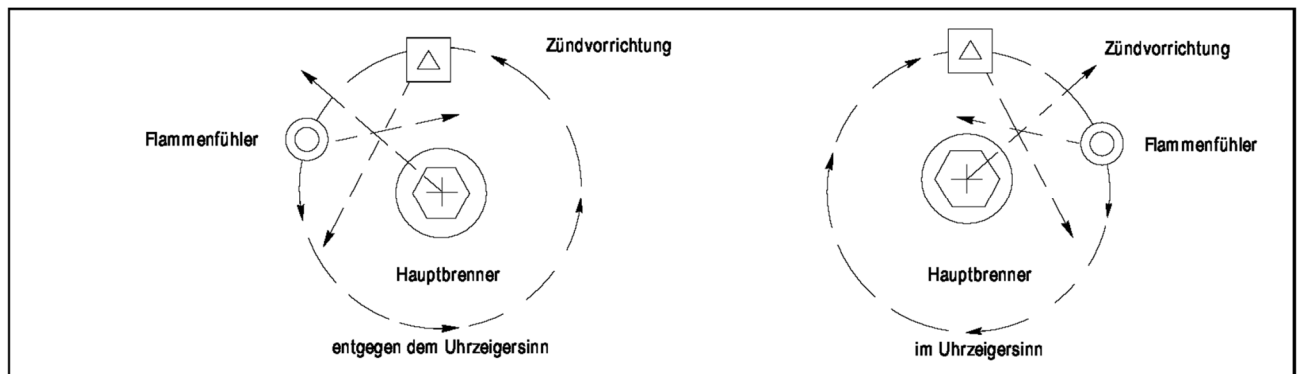 Zündvorrichtung
Flammenfühler
Hauptbrenner
entgegen dem Uhrzeigersinn
Zündvorrichtung
Flammenfühler
Hauptbrenner
im Uhrzeigersinn